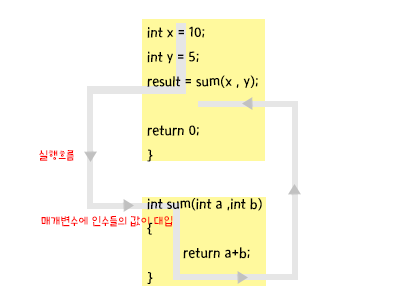 int x = 10;
int y = 5;
result = sum(x , y);
return 0;
}
실행흐름
int sum(int a ,int b)
매개변수에 인수들의 값이 대입
{
return a+b;
}